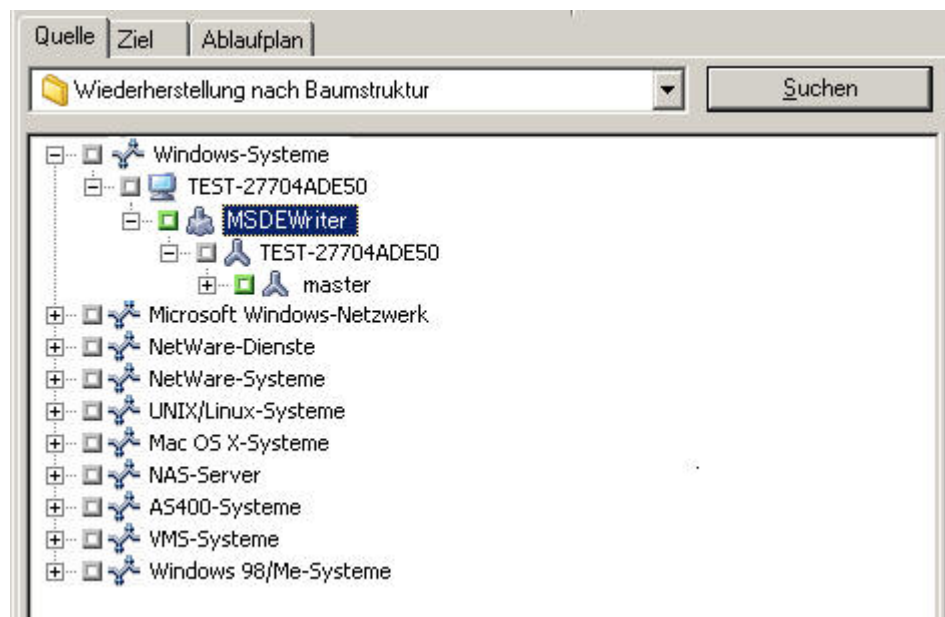 Quelle Ziel Ablaufplan
Wiederherstellung nach Baumstruktur Suchen
Windows-Systeme
TEST-27704ADE50
MSDEWriter
TEST-27704ADE50
master
Microsoft Windows-Netzwerk
NetWare-Dienste
NetWare-Systeme
UNIX/Linux-Systeme
Mac OS X-Systeme
NAS-Server
AS400-Systeme
VMS-Systeme
Windows 98/Me-Systeme